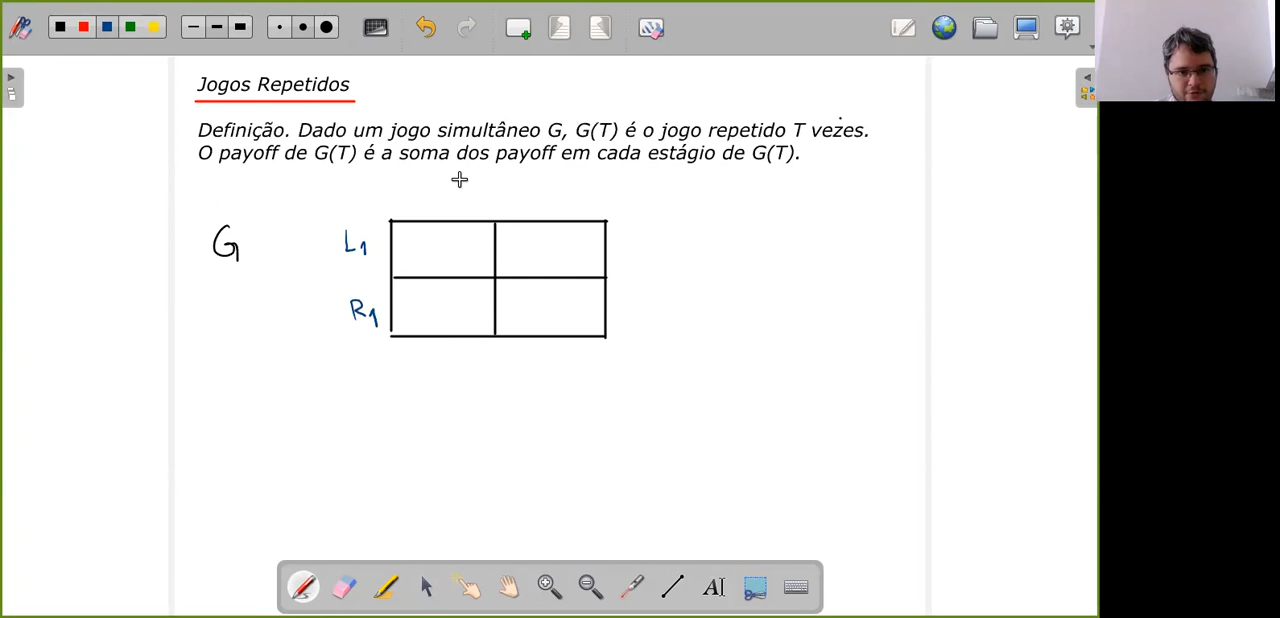 Jogos Repetidos
Definição. Dado um jogo simultâneo G, G(T) é o jogo repetido T vezes.
O payoff de G(T) é a soma dos payoff em cada estágio de G(T).
G
L1
R1